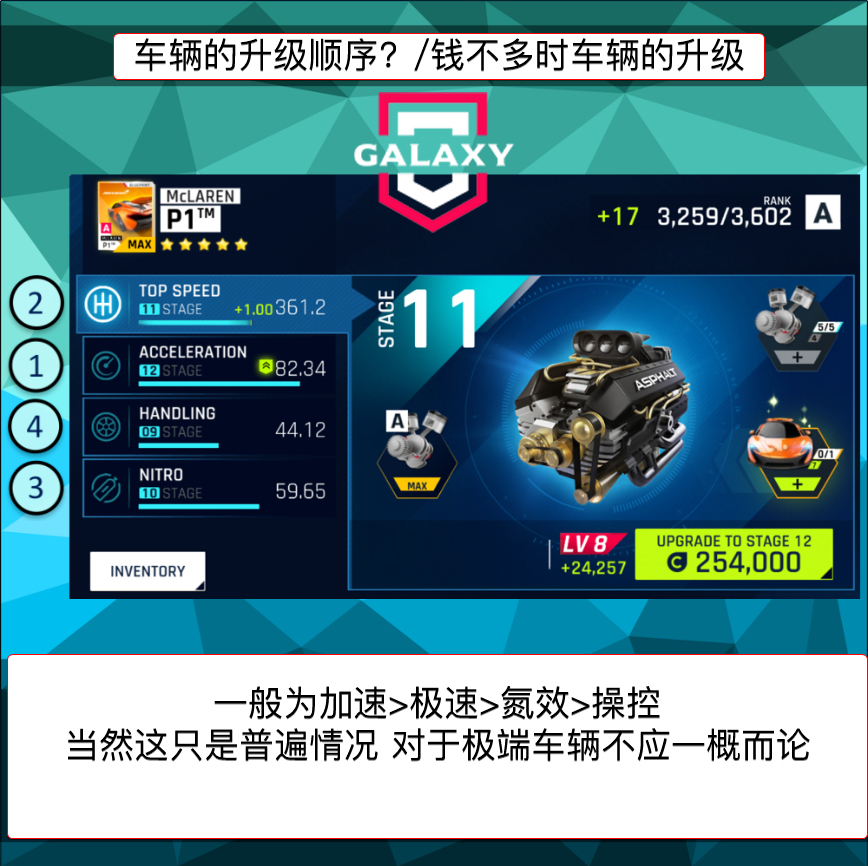 车辆的升级顺序？/钱不多时车辆的升级
GALAXY
McLAREN
P1™
A
P1™
MAX
+17 3,259/3,602
RANK
A
2
TOP SPEED
11 STAGE
+1.00 361.2
1
ACCELERATION
12 STAGE
82.34
4
HANDLING
09 STAGE
44.12
3
NITRO
10 STAGE
59.65
INVENTORY
STAGE
11
A
MAX
ASPHALT
5/5
+
0/1
+
LV 8
+24,257
UPGRADE TO STAGE 12
254,000
一般为加速>极速>氮效>操控
当然这只是普遍情况 对于极端车辆不应一概而论